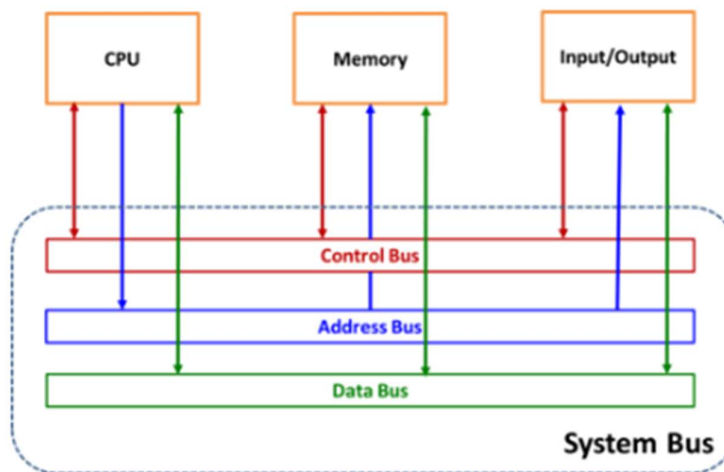 CPU
Memory
Input/Output
Control Bus
Address Bus
Data Bus
System Bus